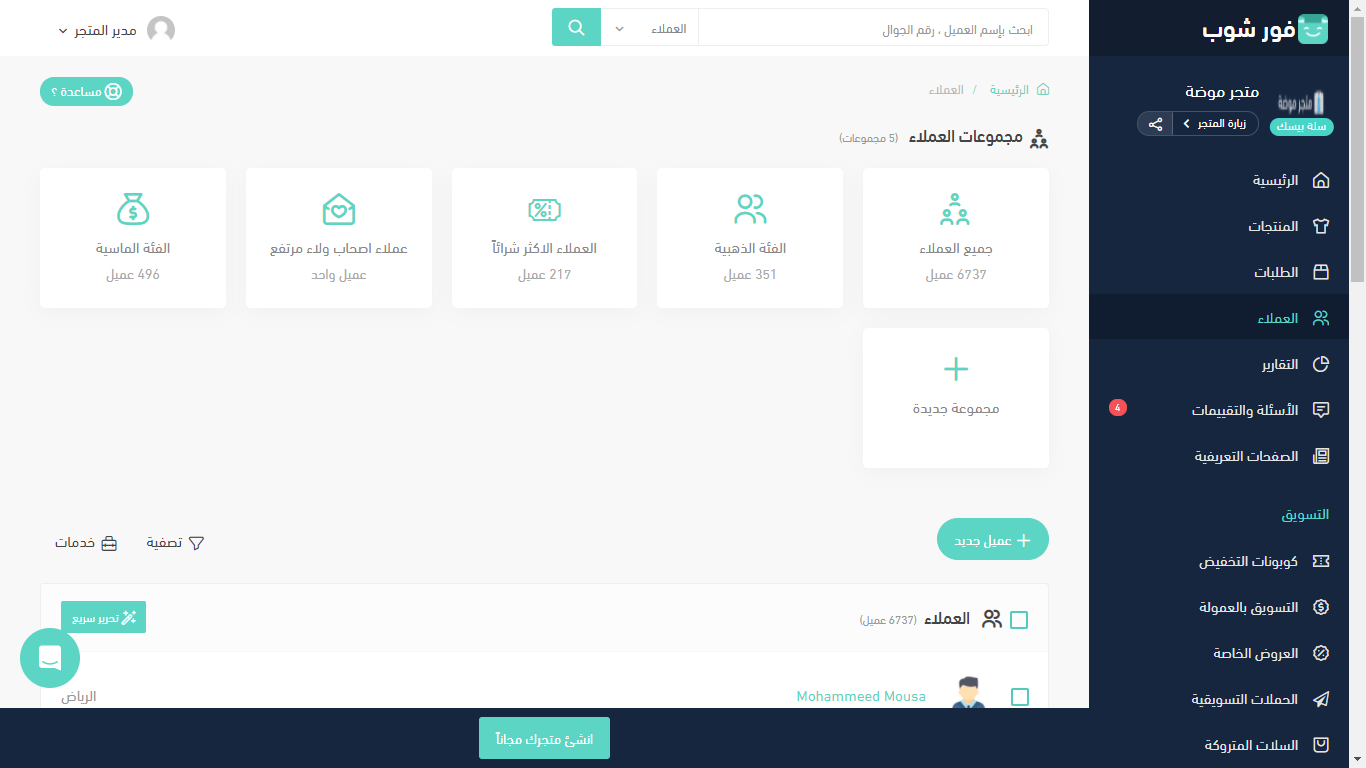 فور شوب
متجر موضة
متجر موضة
سلة بيسك
زيارة المتجر
الرئيسية
المنتجات
الطلبات
العملاء
التقارير
الأسئلة والتقييمات
4
الصفحات التعريفية
التسويق
كوبونات التخفيض
التسويق بالعمولة
العروض الخاصة
الحملات التسويقية
السلات المتروكة
ابحث بإسم العميل ، رقم الجوال
العملاء
مدير المتجر
الرئيسية / العملاء
مساعدة ؟
مجموعات العملاء (5 مجموعات)
جميع العملاء
6737 عميل
الفئة الذهبية
351 عميل
العملاء الاكثر شرائاً
217 عميل
عملاء اصحاب ولاء مرتفع
عميل واحد
الفئة الماسية
496 عميل
مجموعة جديدة
عميل جديد
تصفية
خدمات
العملاء (6737 عميل)
تحرير سريع
Mohammeed Mousa
الرياض
انشئ متجرك مجاناً